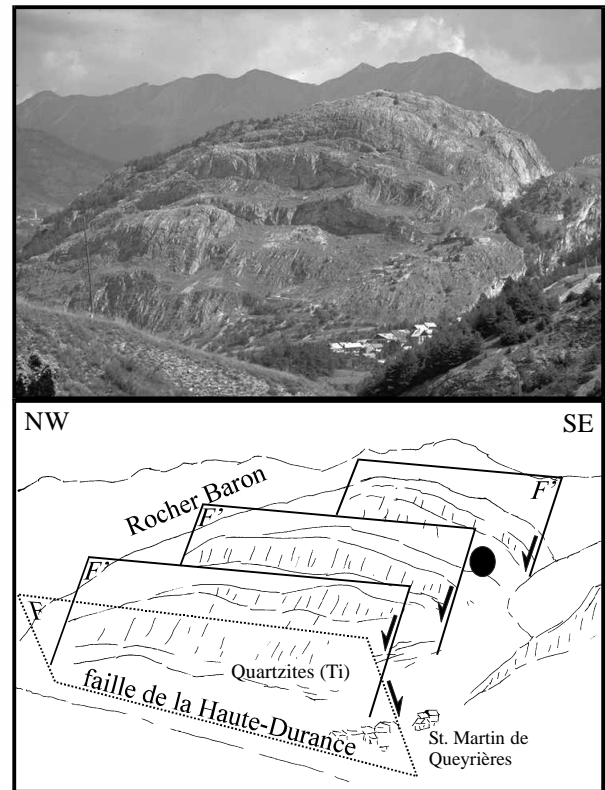 NW
SE
F'
Rocher Baron
F'
F'
F
Quartzites (Ti)
faille de la Haute-Durance
St. Martin de
Queyrières